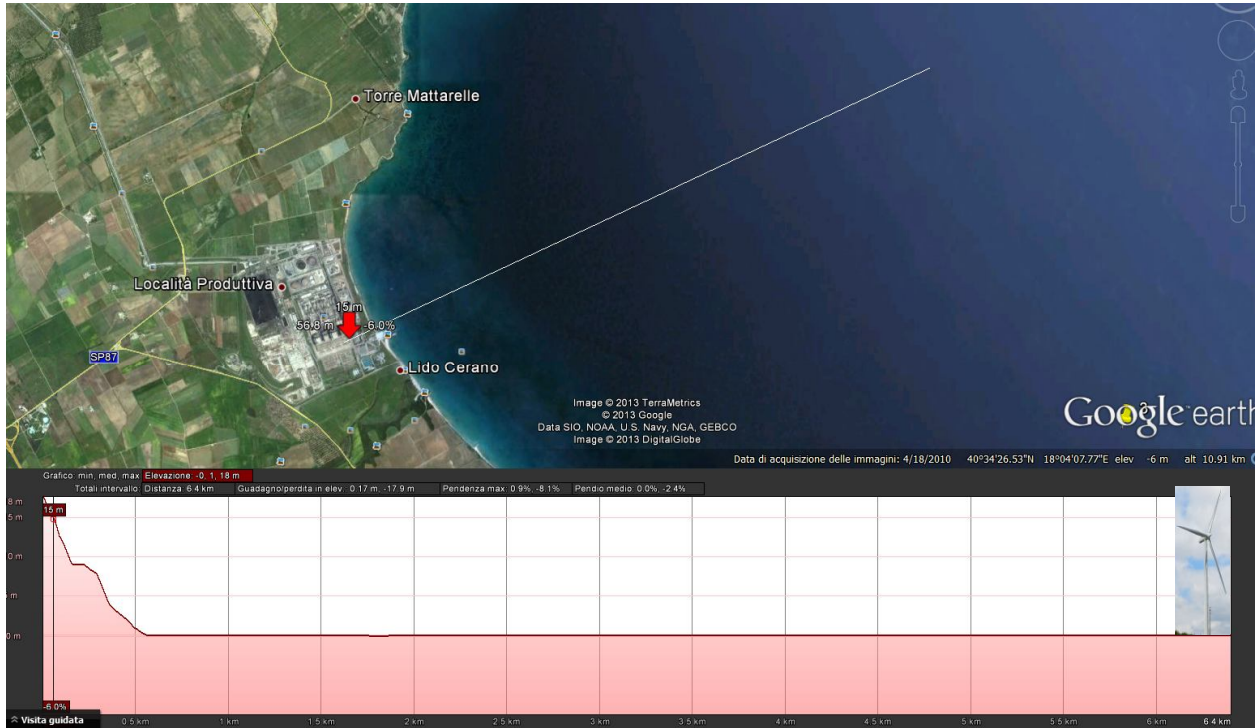 Torre Mattarelle
Località Produttiva
15 m
56.8 m -6.0%
SP87
Lido Cerano
Image © 2013 TerraMetrics
© 2013 Google
Data SIO, NOAA, U.S. Navy, NGA, GEBCO
Image © 2013 DigitalGlobe
Google earth
Data di acquisizione delle immagini: 4/18/2010 40°34'26.53"N 18°04'07.77"E elev -6 m alt 10.91 km
Grafico: min, med, max Elevazione: -0, 1, 18 m
Totali intervallo: Distanza: 6.4 km Guadagno/perdita in elev.: 0.17 m, -17.9 m Pendenza max: 0.9%, -8.1% Pendio medio: 0.0%, -2.4%
8 m
15 m
5 m
0 m
m
0 m
-6.0%
Visita guidata 0.5 km 1 km 1.5 km 2 km 2.5 km 3 km 3.5 km 4 km 4.5 km 5 km 5.5 km 6 km 6.4 km